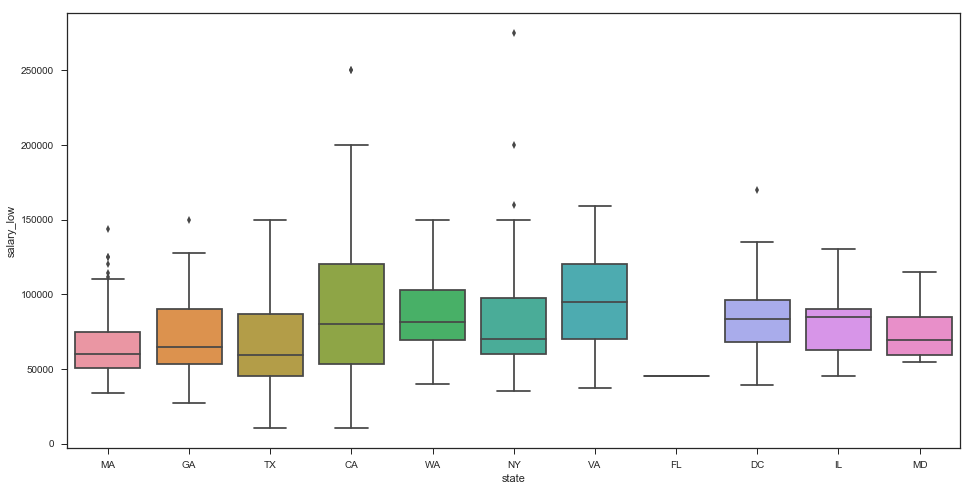 250000
200000
150000
100000
50000
0
salary_low
MA GA TX CA WA NY VA FL DC IL MD
state